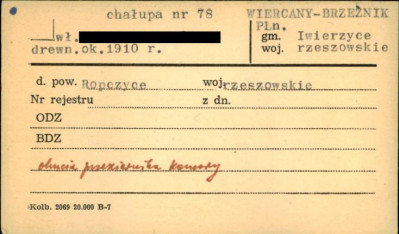 chałupa nr 78
WIERCANY-BRZEŹNIK
PŁn.
wł.
gm. Iwierzyce
drewn.ok.1910 r.
woj. rzeszowskie
d. pow. Ropczyce woj. rzeszowskie
Nr rejestru z dn.
ODZ
BDZ
Kolb. 2069 20.000 B-7